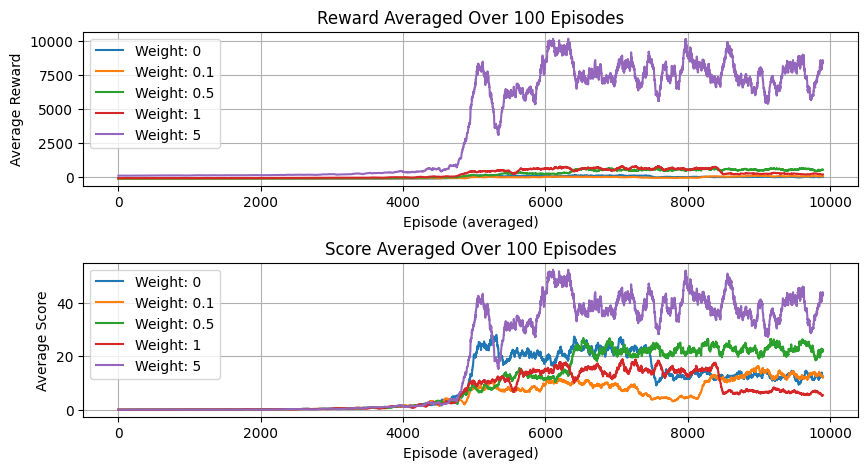 Reward Averaged Over 100 Episodes
Average Reward
10000
7500
5000
2500
0
Weight: 0
Weight: 0.1
Weight: 0.5
Weight: 1
Weight: 5
0 2000 4000 6000 8000 10000
Episode (averaged)
Score Averaged Over 100 Episodes
Average Score
40
20
0
Weight: 0
Weight: 0.1
Weight: 0.5
Weight: 1
Weight: 5
0 2000 4000 6000 8000 10000
Episode (averaged)